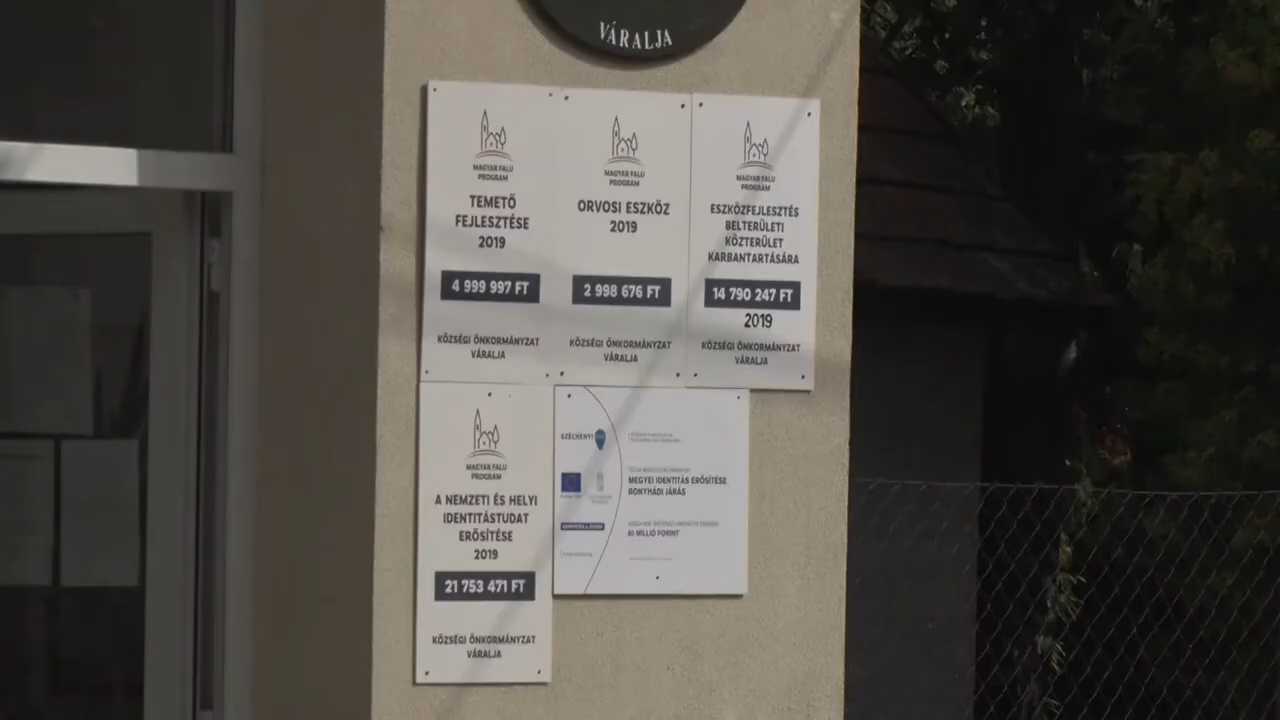 VÁRALJA
MAGYAR FALU
PROGRAM
TEMETŐ
FEJLESZTÉSE
2019
4 999 997 FT
KÖZSÉGI ÖNKORMÁNYZAT
VÁRALJA
MAGYAR FALU
PROGRAM
ORVOSI ESZKÖZ
2019
2 998 676 FT
KÖZSÉGI ÖNKORMÁNYZAT
VÁRALJA
MAGYAR FALU
PROGRAM
ESZKÖZFEJLESTÉS
BELTERÜLETI
KÖZTERÜLET
KARBANTARTÁSÁRA
14 790 247 FT
2019
KÖZSÉGI ÖNKORMÁNYZAT
VÁRALJA
MAGYAR FALU
PROGRAM
A NEMZETI ÉS HELYI
IDENTITÁSTUDAT
ERŐSÍTÉSE
2019
21 753 471 FT
KÖZSÉGI ÖNKORMÁNYZAT
VÁRALJA
SZÉCHENYI
MEGYEI IDENTITÁS ERŐSÍTÉSE
BONYHÁDI JÁRÁS
60 MILLIÓ FORINT